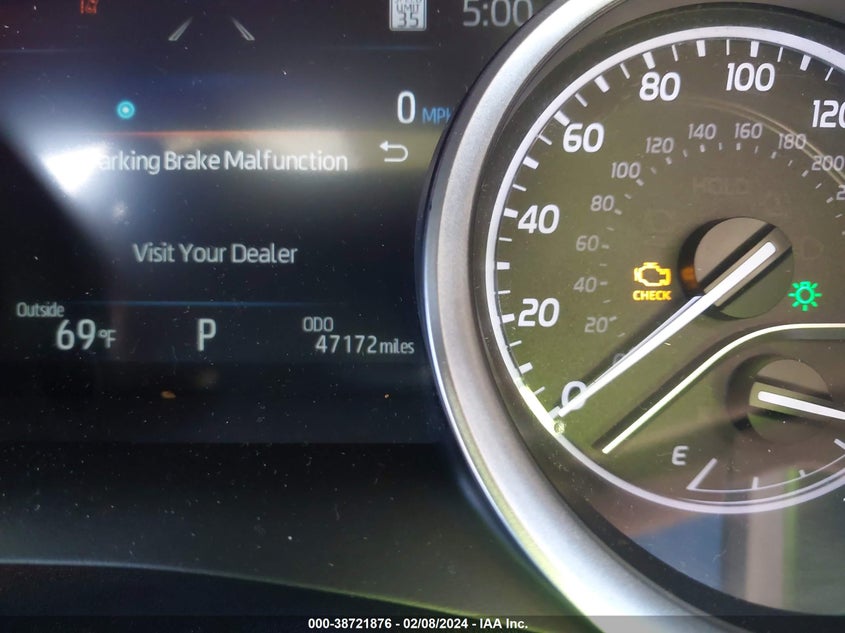 LIMIT
35
5:00
0 MPH
Parking Brake Malfunction
Visit Your Dealer
Outside
69°F
P
ODO
47172 miles
0
20
40
60
80
100
120
20
40
60
80
100
120
140
160
180
200
HOLD
CHECK
E
000-38721876 - 02/08/2024 - IAA Inc.